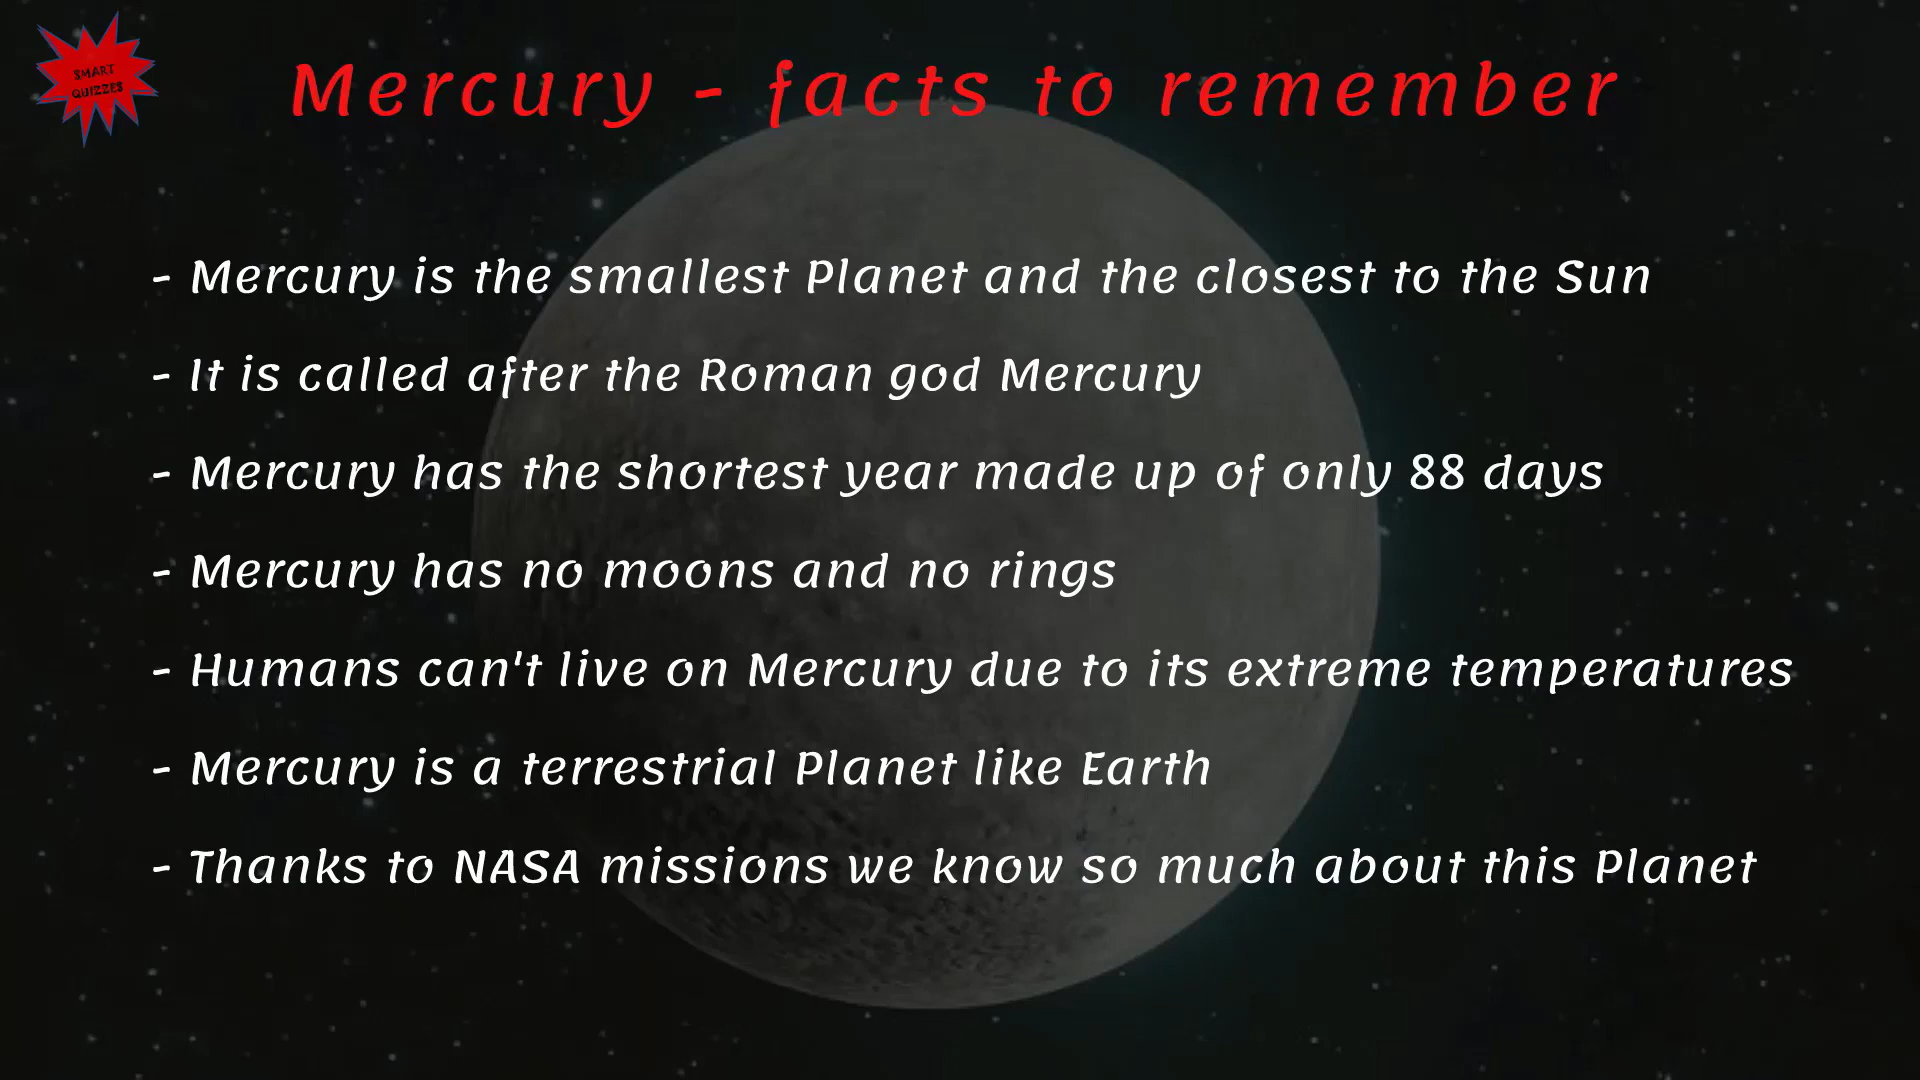 SMART
QUIZZES
Mercury - facts to remember
- Mercury is the smallest Planet and the closest to the Sun
- It is called after the Roman god Mercury
- Mercury has the shortest year made up of only 88 days
- Mercury has no moons and no rings
- Humans can't live on Mercury due to its extreme temperatures
- Mercury is a terrestrial Planet like Earth
- Thanks to NASA missions we know so much about this Planet